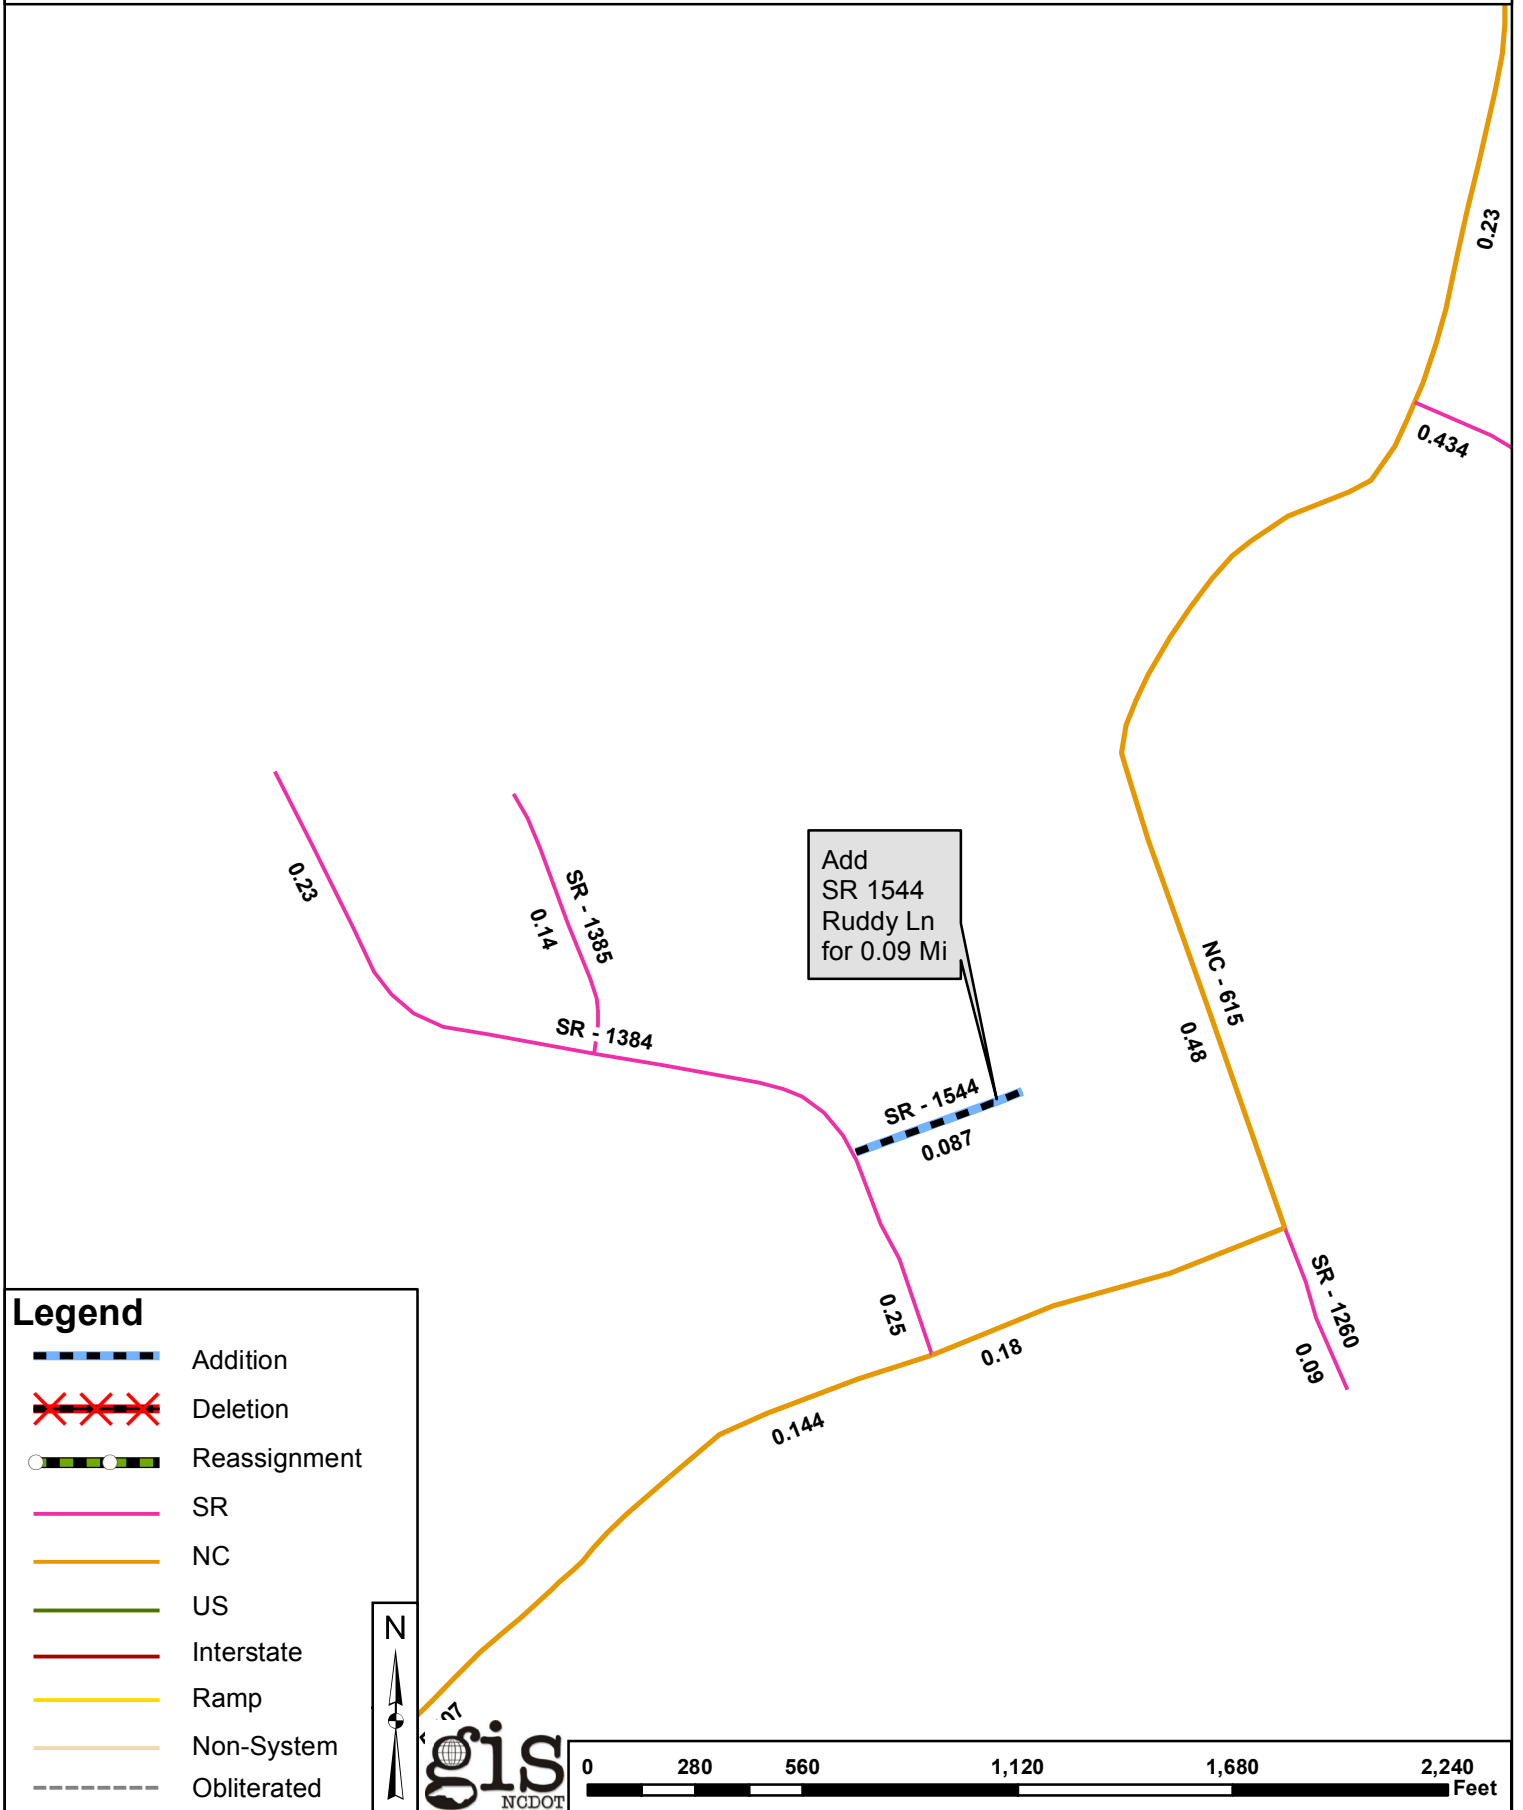 0.23
0.434
Add
SR 1544
Ruddy Ln
for 0.09 Mi
0.23
SR - 1385
0.14
SR - 1384
NC - 615
0.48
SR - 1544
0.087
0.25
0.18
SR - 1260
0.09
0.144
Legend
Addition
Deletion
Reassignment
SR
NC
US
Interstate
Ramp
Non-System
Obliterated
N
07
gis
NCDOT
0 280 560 1,120 1,680 2,240
Feet